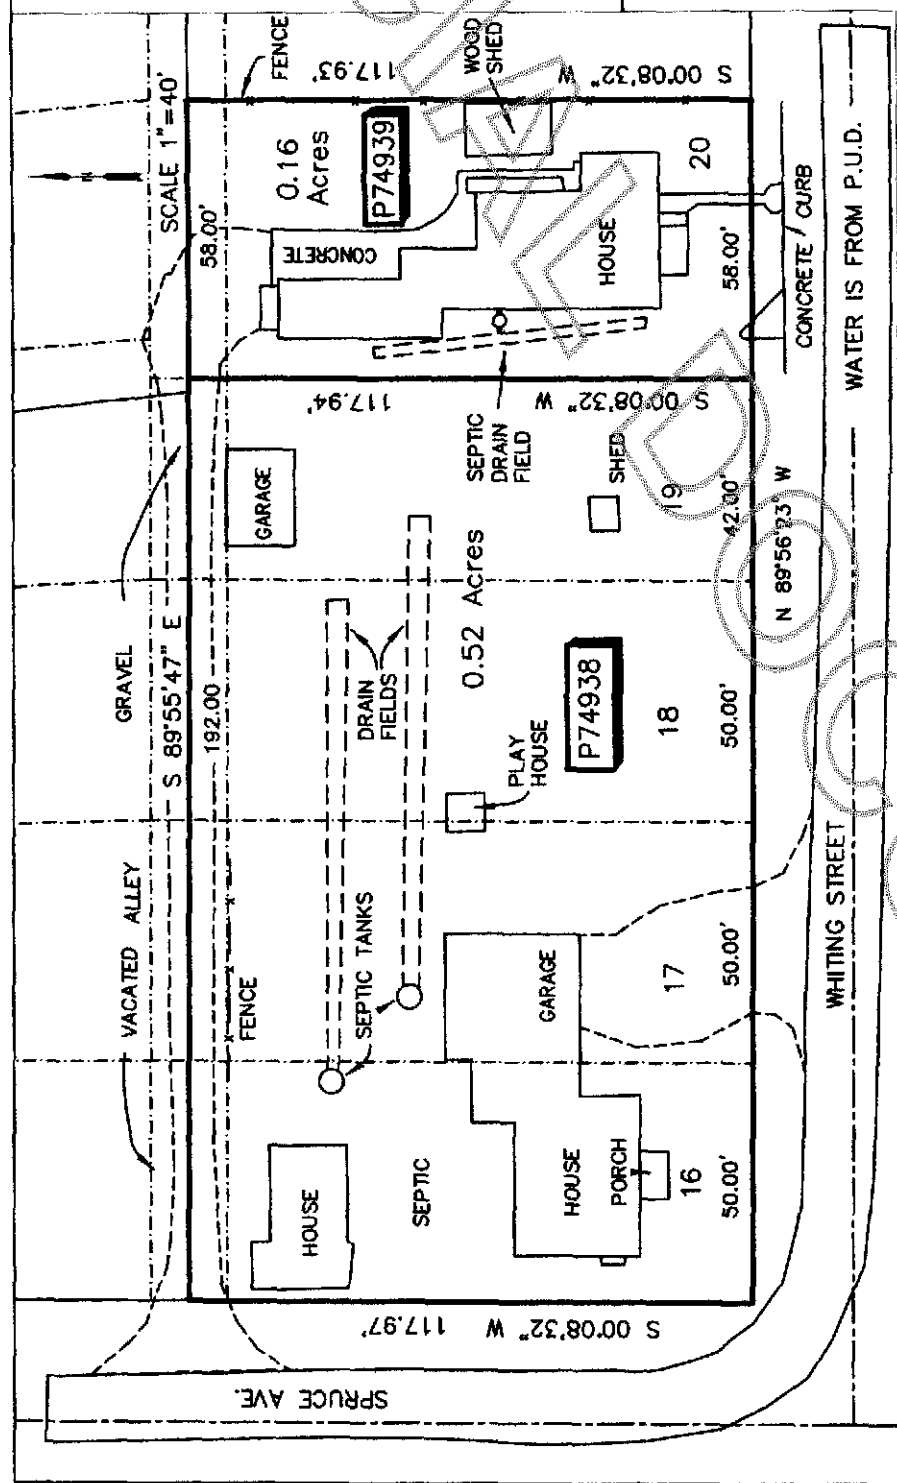 VACATED ALLEY
GRAVEL
SCALE 1"=40'
N
S 89°55'47" E
192.00
58.00'
FENCE
117.93'
S 00°08'32" W
WOOD
SHED
0.16
Acres
P74939
CONCRETE
HOUSE
20
58.00'
CONCRETE CURB
117.94'
S 00°08'32" W
SEPTIC
DRAIN
FIELD
GARAGE
SHED
19
42.00'
N 89°56'23" W
0.52 Acres
DRAIN
FIELDS
P74938
18
50.00'
PLAY
HOUSE
FENCE
SEPTIC TANKS
GARAGE
17
50.00'
HOUSE
SEPTIC
HOUSE
PORCH
16
50.00'
S 00°08'32" W 117.97'
SPRUCE AVE.
WHITING STREET
WATER IS FROM P.U.D.